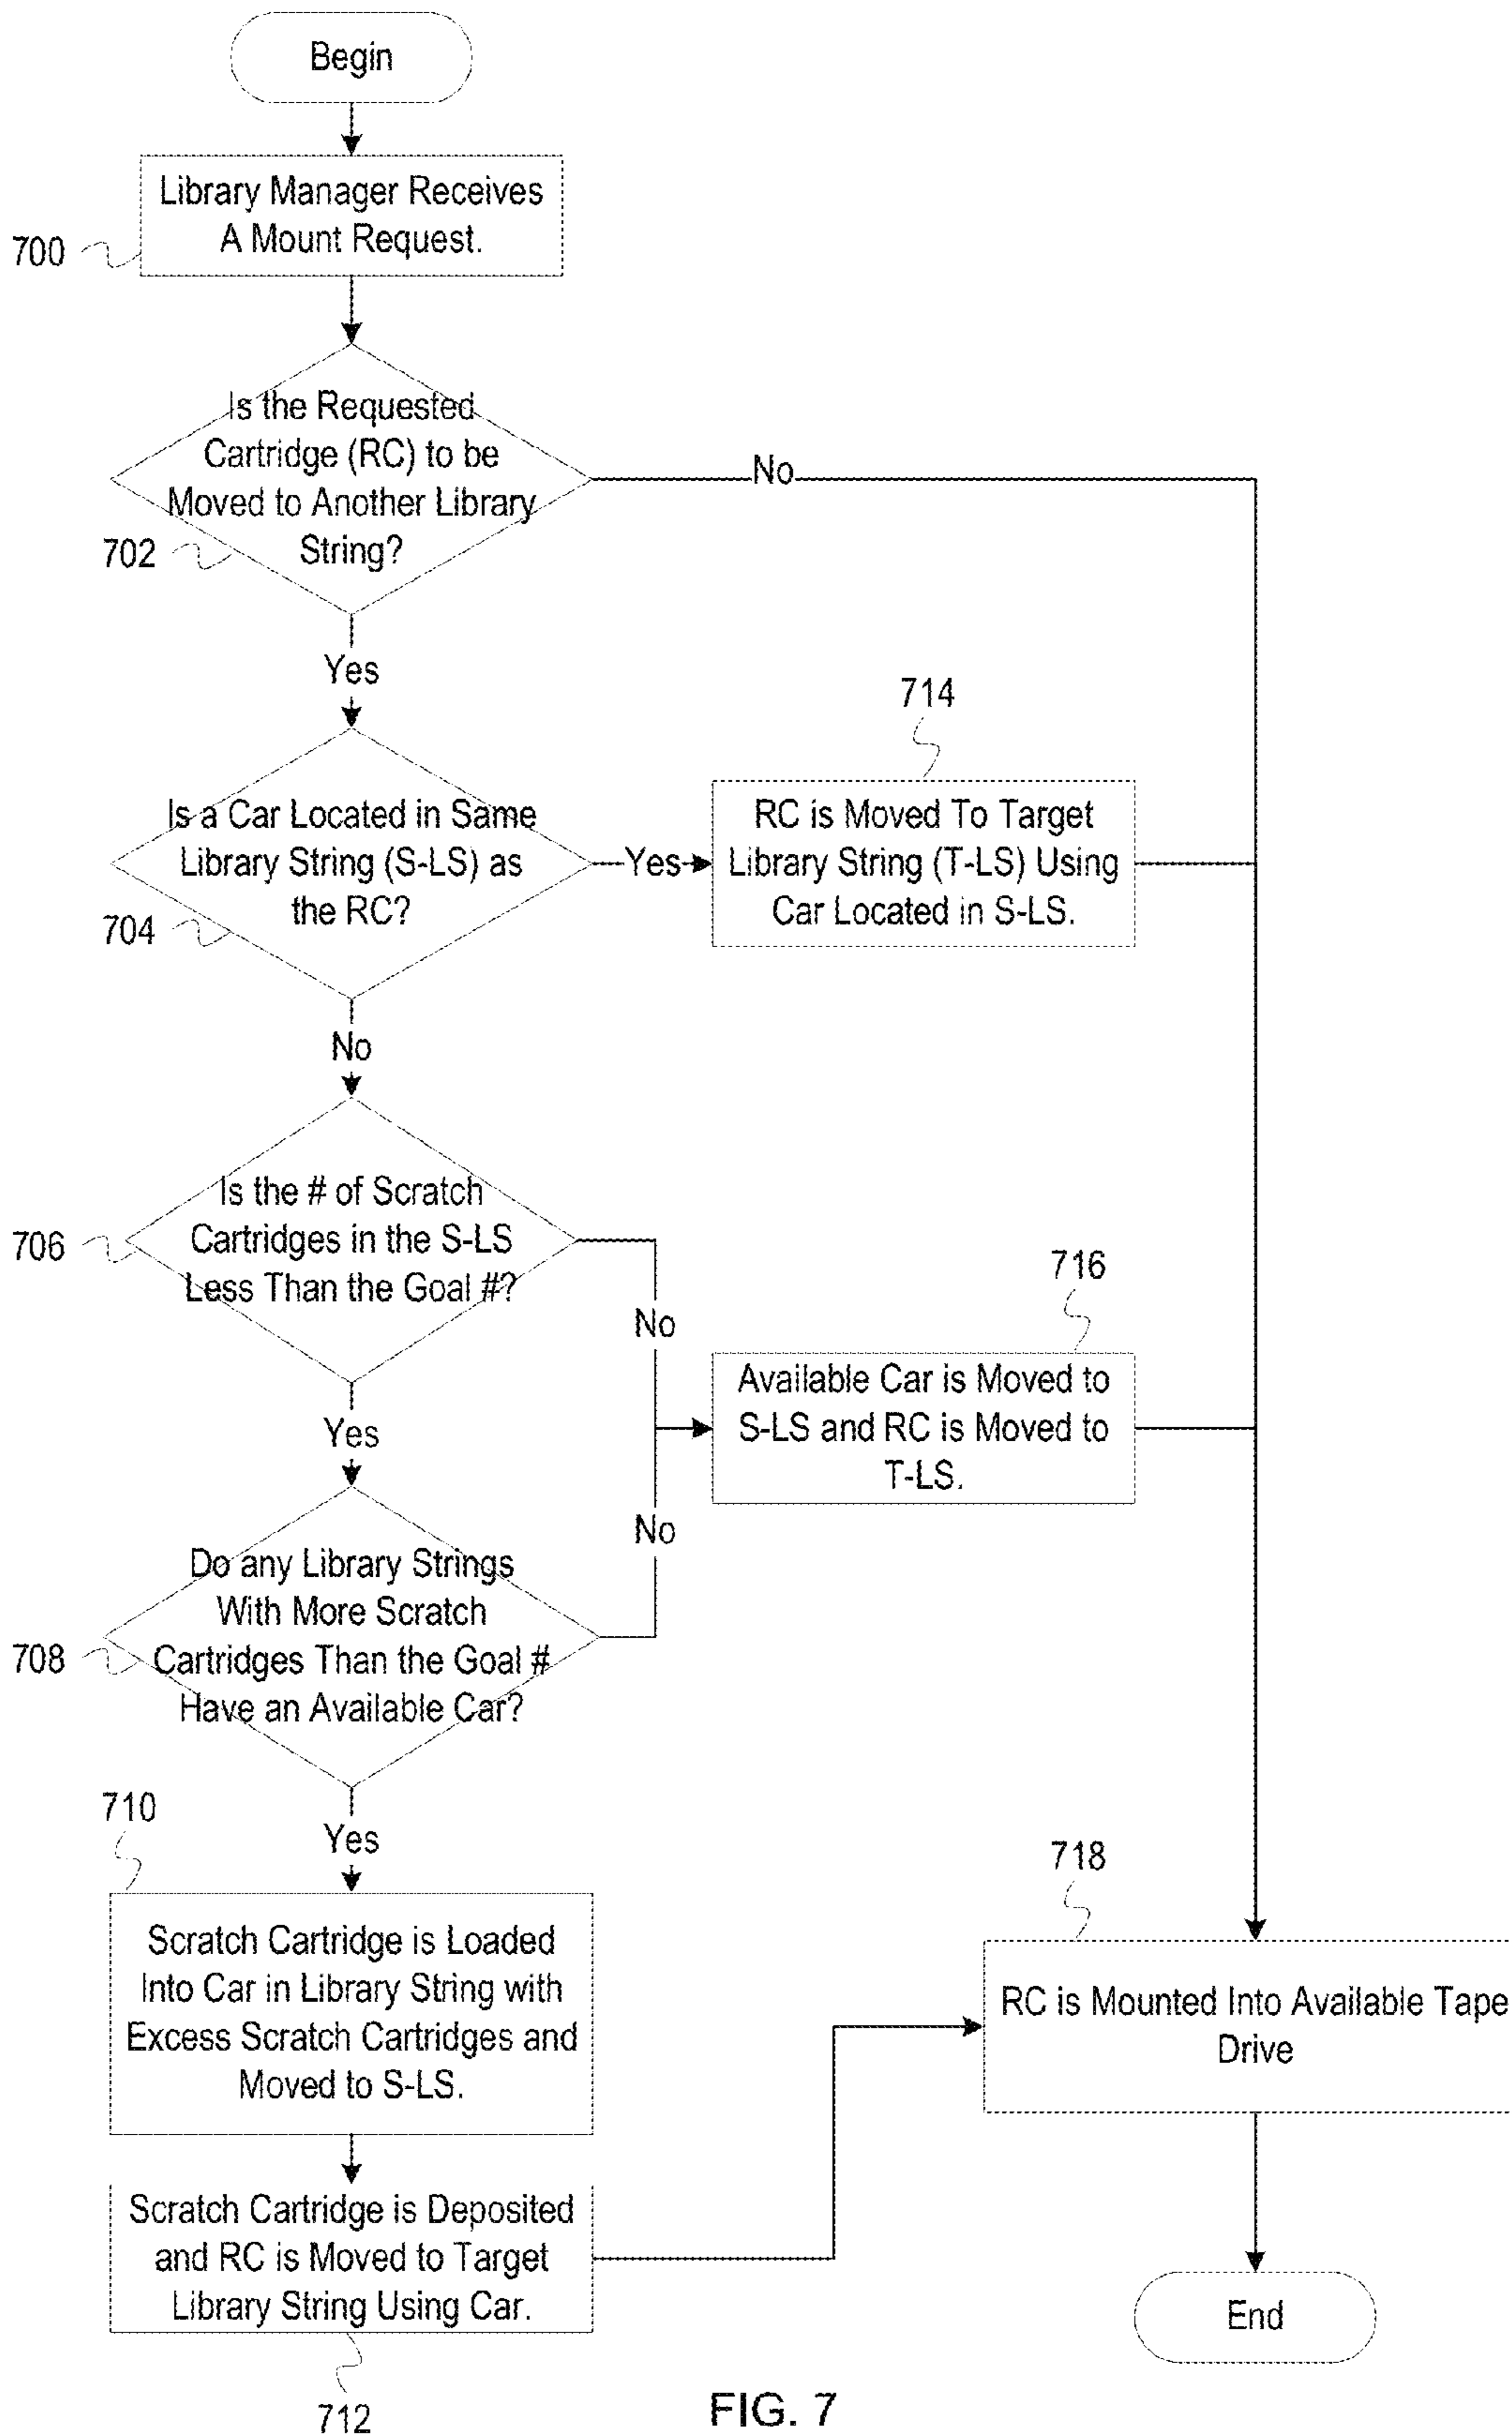 Begin
Library Manager Receives
A Mount Request.
700
Is the Requested
Cartridge (RC) to be
Moved to Another Library
String?
702
No
Yes
714
Is a Car Located in Same
Library String (S-LS) as
the RC?
704
Yes
RC is Moved To Target
Library String (T-LS) Using
Car Located in S-LS.
No
Is the # of Scratch
Cartridges in the S-LS
Less Than the Goal #?
706
No
Yes
716
Available Car is Moved to
S-LS and RC is Moved to
T-LS.
No
Do any Library Strings
With More Scratch
Cartridges Than the Goal #
Have an Available Car?
708
Yes
710
Scratch Cartridge is Loaded
Into Car in Library String with
Excess Scratch Cartridges and
Moved to S-LS.
718
RC is Mounted Into Available Tape
Drive
Scratch Cartridge is Deposited
and RC is Moved to Target
Library String Using Car.
712
End
FIG. 7